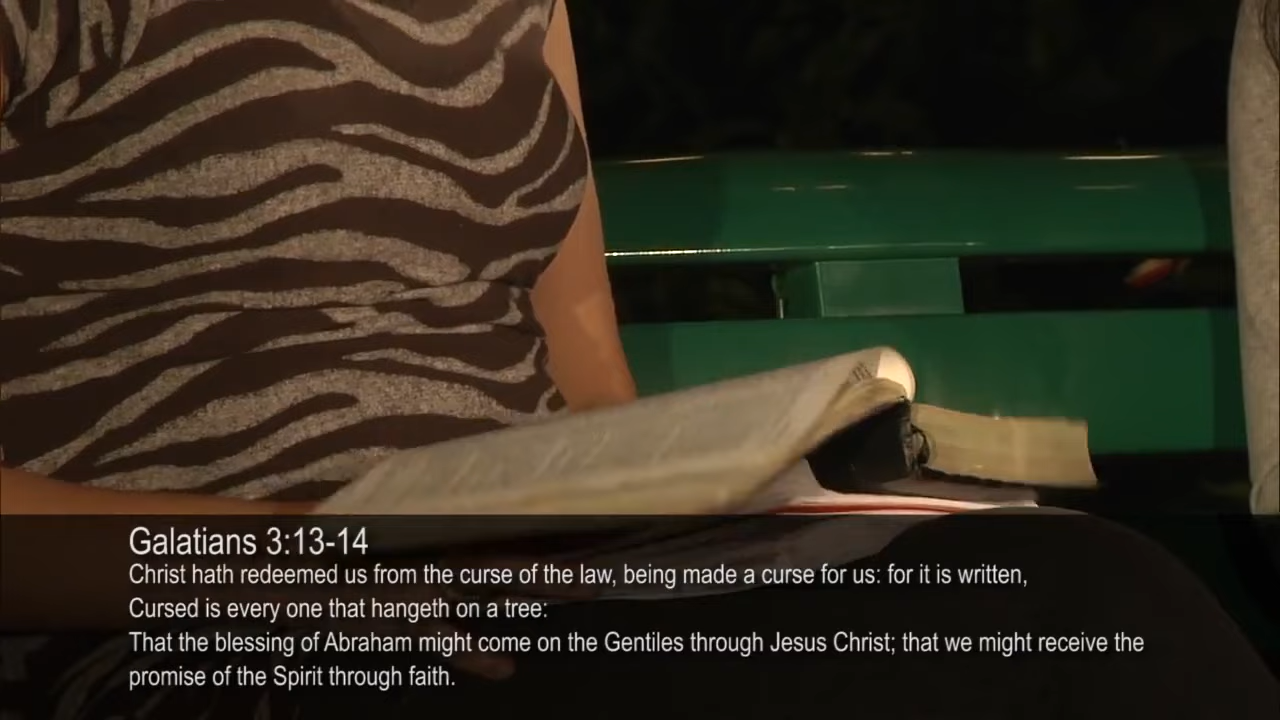 Galatians 3:13-14
Christ hath redeemed us from the curse of the law, being made a curse for us: for it is written,
Cursed is every one that hangeth on a tree:
That the blessing of Abraham might come on the Gentiles through Jesus Christ; that we might receive the
promise of the Spirit through faith.